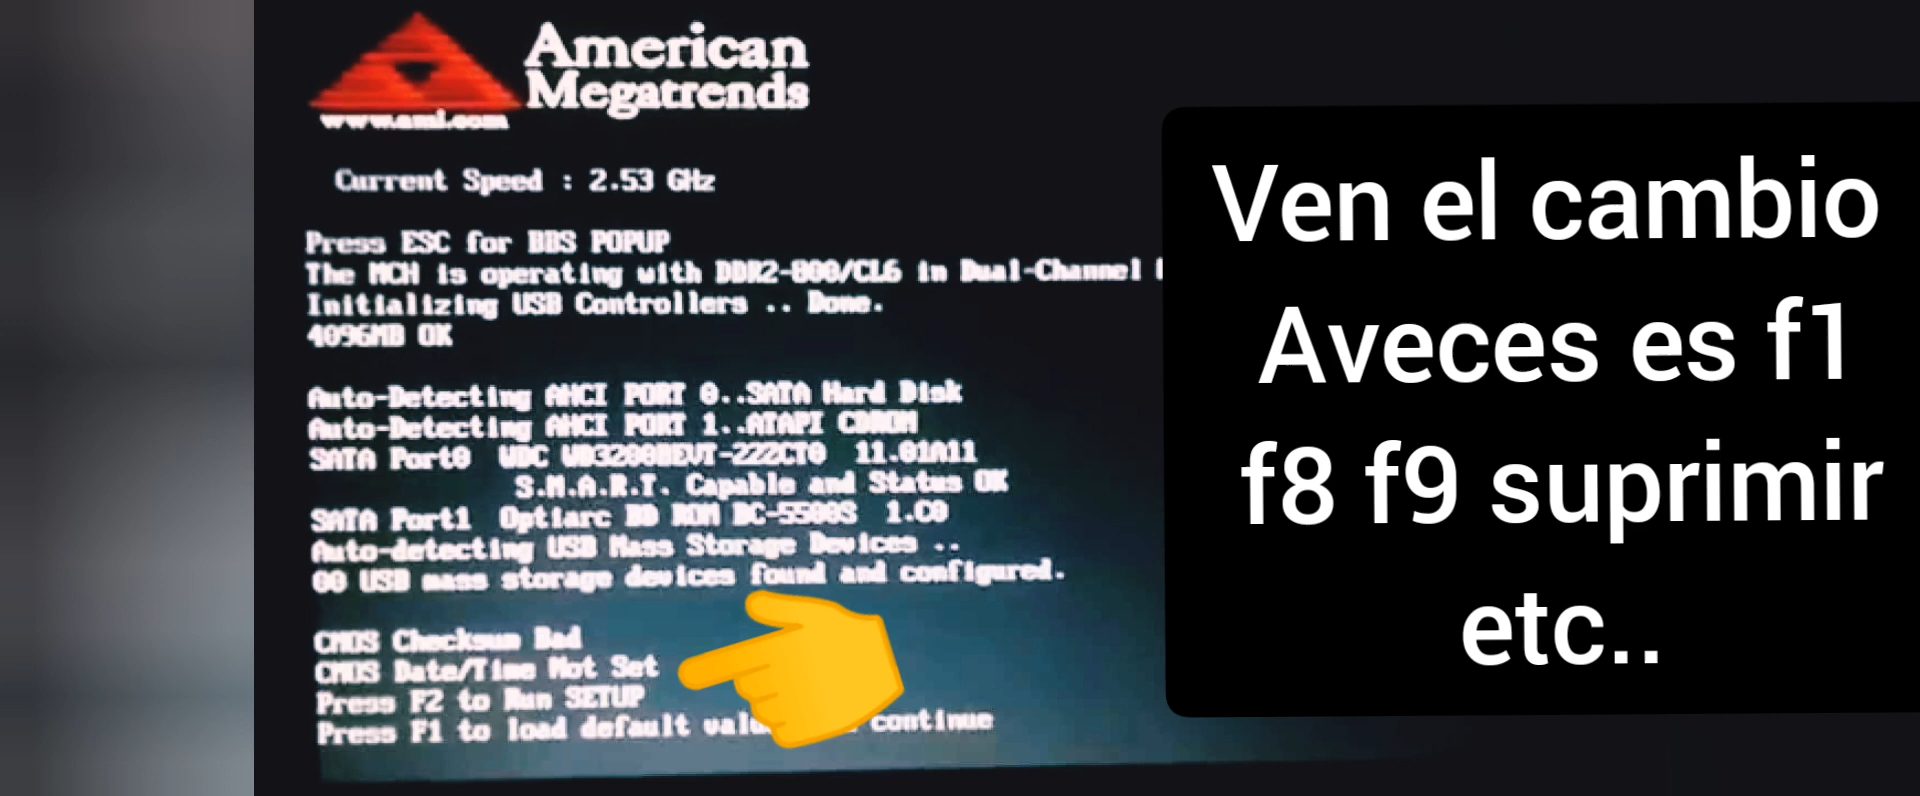 American
Megatrends
www.ami.com
Current Speed : 2.53 GHz
Press ESC for BBS POPUP
The MCH is operating with DDR2-800/CL6 in Dual-Channel
Initializing USB Controllers .. Done.
4096MB OK
Auto-Detecting AHCI PORT 0..SATA Hard Disk
Auto-Detecting AHCI PORT 1..ATAPI CDROM
SATA Port0 WDC WD3200BEVT-22ZCT0 11.01A11
S.M.A.R.T. Capable and Status OK
SATA Port1 Optiarc BD ROM BC-5500S 1.C0
Auto-detecting USB Mass Storage Devices ..
00 USB mass storage devices found and configured.
CMOS Checksum Bad
CMOS Date/Time Not Set
Press F2 to Run SETUP
Press F1 to load default continue
Ven el cambio
Aveces es f1
f8 f9 suprimir
etc..